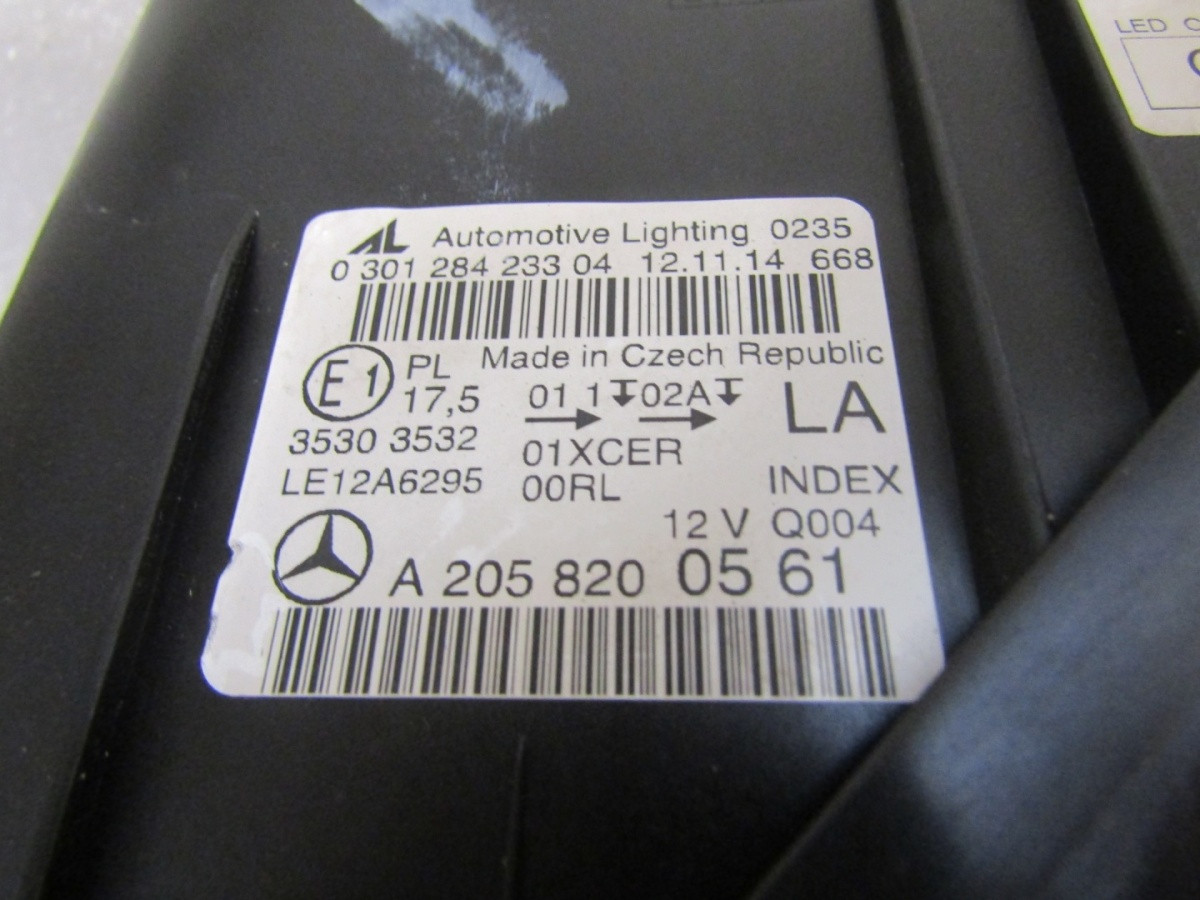 LED
AL Automotive Lighting 0235
0 301 284 233 04 12.11.14 668
E1 PL Made in Czech Republic
17,5 01 1 02A LA
3530 3532 01XCER
LE12A6295 00RL INDEX
12 V Q004
A 205 820 05 61